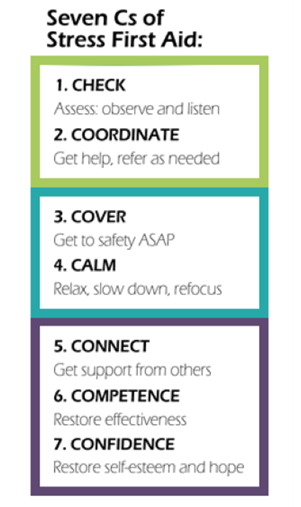 Seven Cs of
Stress First Aid:
1. CHECK
Assess: observe and listen
2. COORDINATE
Get help, refer as needed
3. COVER
Get to safety ASAP
4. CALM
Relax, slow down, refocus
5. CONNECT
Get support from others
6. COMPETENCE
Restore effectiveness
7. CONFIDENCE
Restore self-esteem and hope